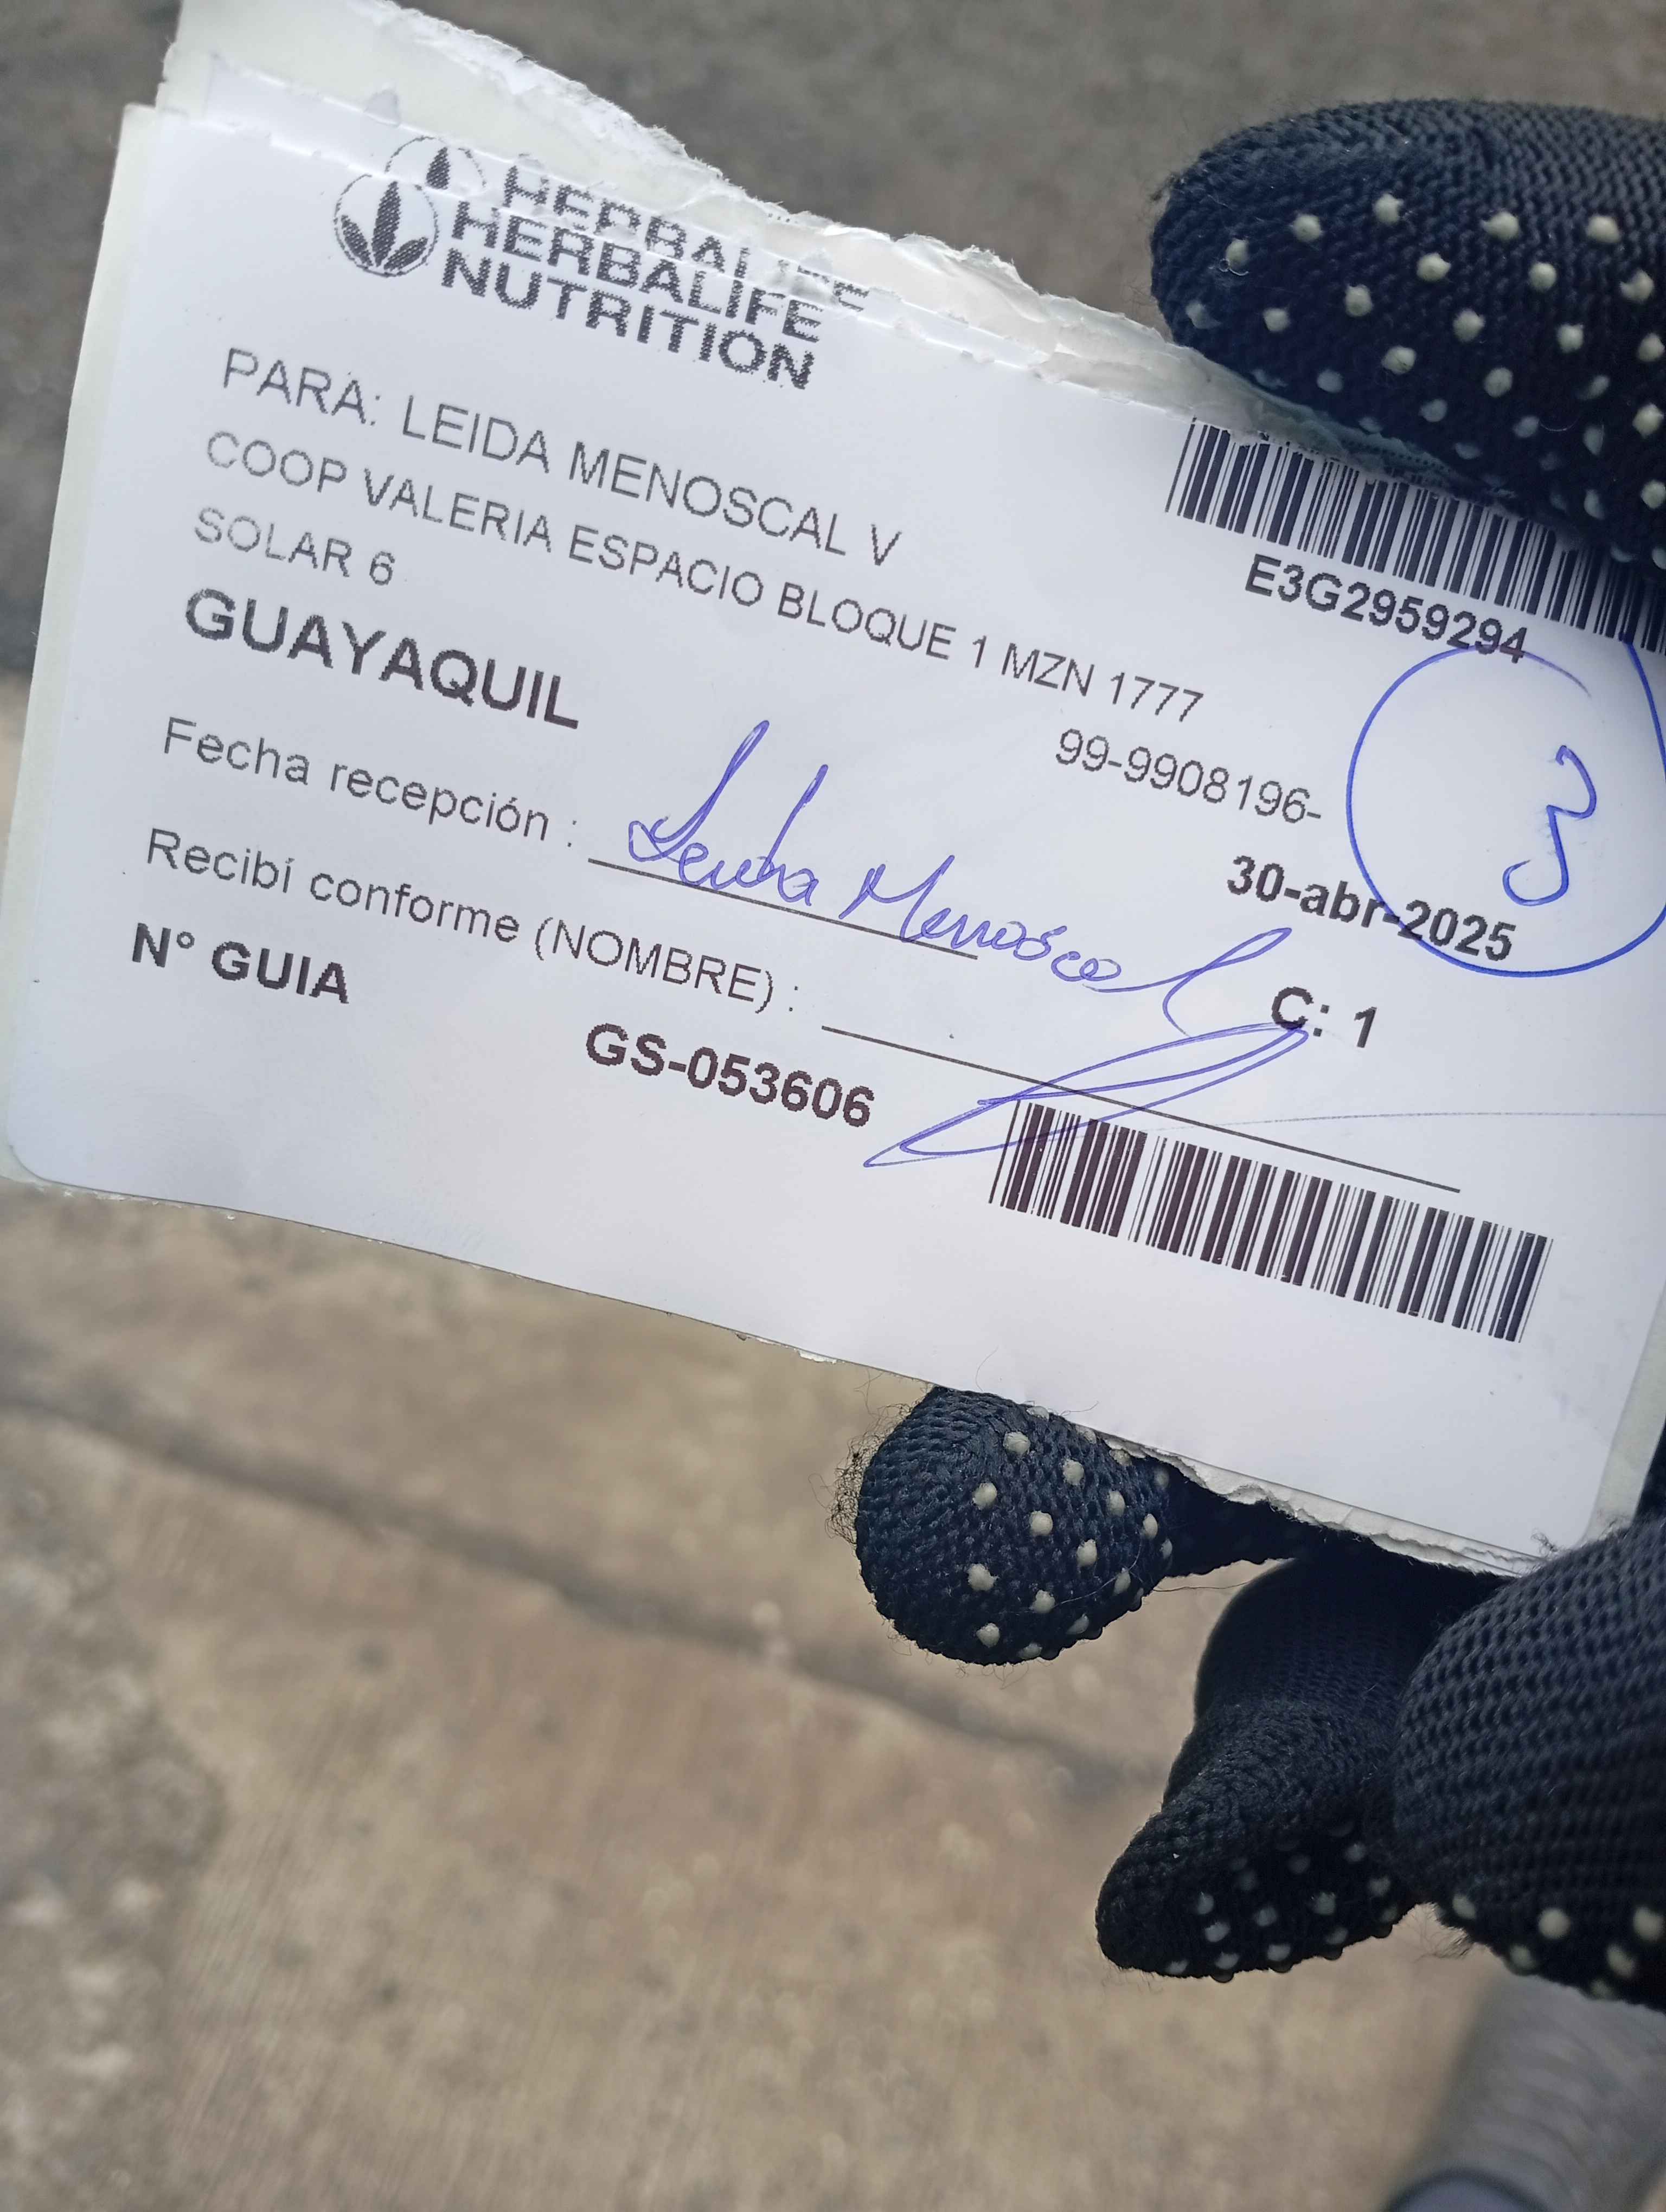 HERBALIFE
HERBALIFE
NUTRITION
PARA: LEIDA MENOSCAL V
COOP VALERIA ESPACIO BLOQUE 1 MZN 1777
SOLAR 6
GUAYAQUIL
E3G2959294
99-9908196-
3
30-abr-2025
Fecha recepción : Leida Menoscal
C: 1
Recibí conforme (NOMBRE) :
N° GUIA
GS-053606